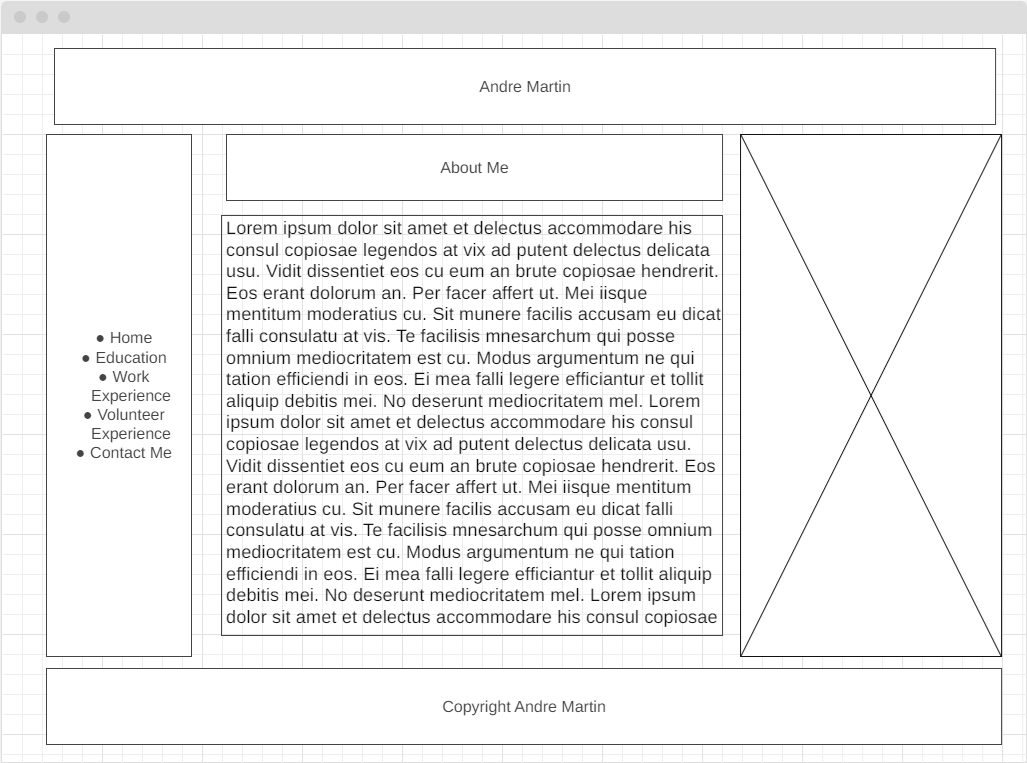 Andre Martin
● Home
● Education
● Work
Experience
● Volunteer
Experience
● Contact Me
About Me
Lorem ipsum dolor sit amet et delectus accommodare his
consul copiosae legendos at vix ad putent delectus delicata
usu. Vidit dissentiet eos cu eum an brute copiosae hendrerit.
Eos erant dolorum an. Per facer affert ut. Mei iisque
mentitum moderatius cu. Sit munere facilis accusam eu dicat
falli consulatu at vis. Te facilisis mnesarchum qui posse
omnium mediocritatem est cu. Modus argumentum ne qui
tation efficiendi in eos. Ei mea falli legere efficiantur et tollit
aliquip debitis mei. No deserunt mediocritatem mel. Lorem
ipsum dolor sit amet et delectus accommodare his consul
copiosae legendos at vix ad putent delectus delicata usu.
Vidit dissentiet eos cu eum an brute copiosae hendrerit. Eos
erant dolorum an. Per facer affert ut. Mei iisque mentitum
moderatius cu. Sit munere facilis accusam eu dicat falli
consulatu at vis. Te facilisis mnesarchum qui posse omnium
mediocritatem est cu. Modus argumentum ne qui tation
efficiendi in eos. Ei mea falli legere efficiantur et tollit aliquip
debitis mei. No deserunt mediocritatem mel. Lorem ipsum
dolor sit amet et delectus accommodare his consul copiosae
Copyright Andre Martin